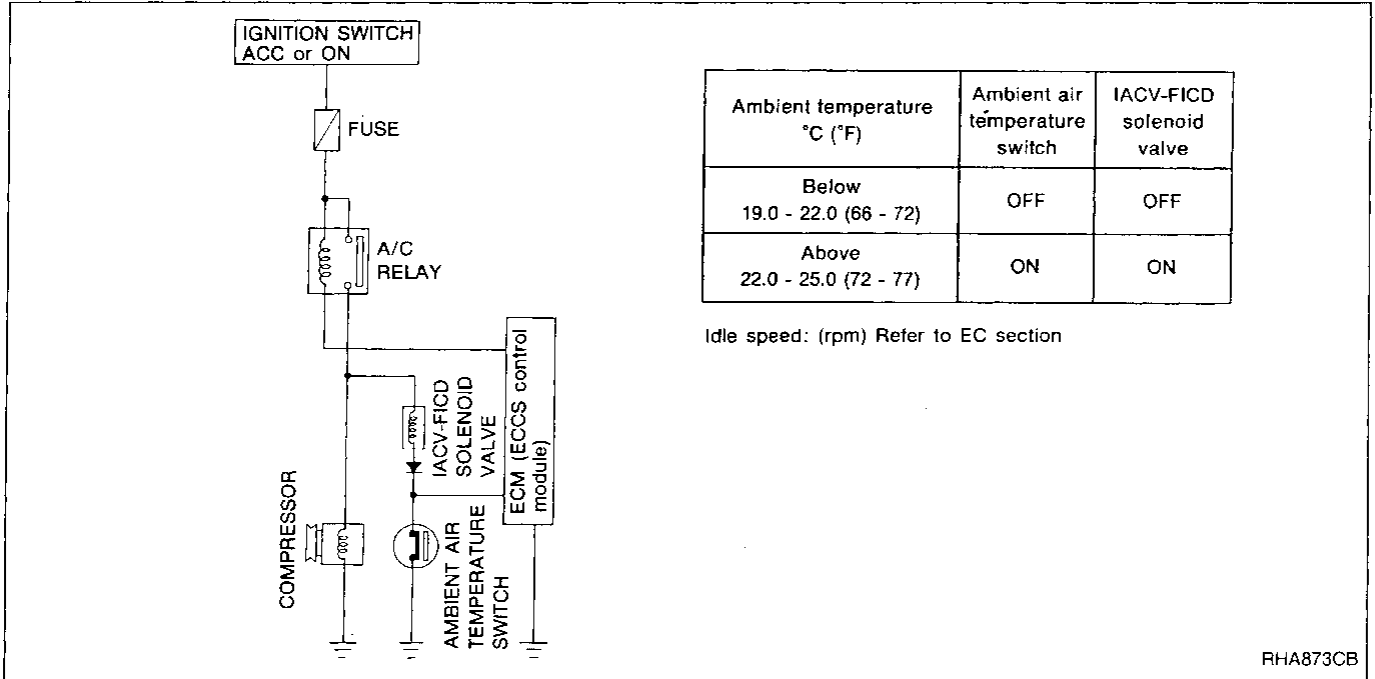 IGNITION SWITCH
ACC or ON
FUSE
A/C
RELAY
IACV-FICD
SOLENOID
VALVE
ECM (ECCS control
module)
COMPRESSOR
AMBIENT AIR
TEMPERATURE
SWITCH
Ambient temperature
°C (°F)
Ambient air
temperature
switch
IACV-FICD
solenoid
valve
Below
19.0 - 22.0 (66 - 72)
OFF
OFF
Above
22.0 - 25.0 (72 - 77)
ON
ON
Idle speed: (rpm) Refer to EC section
RHA873CB